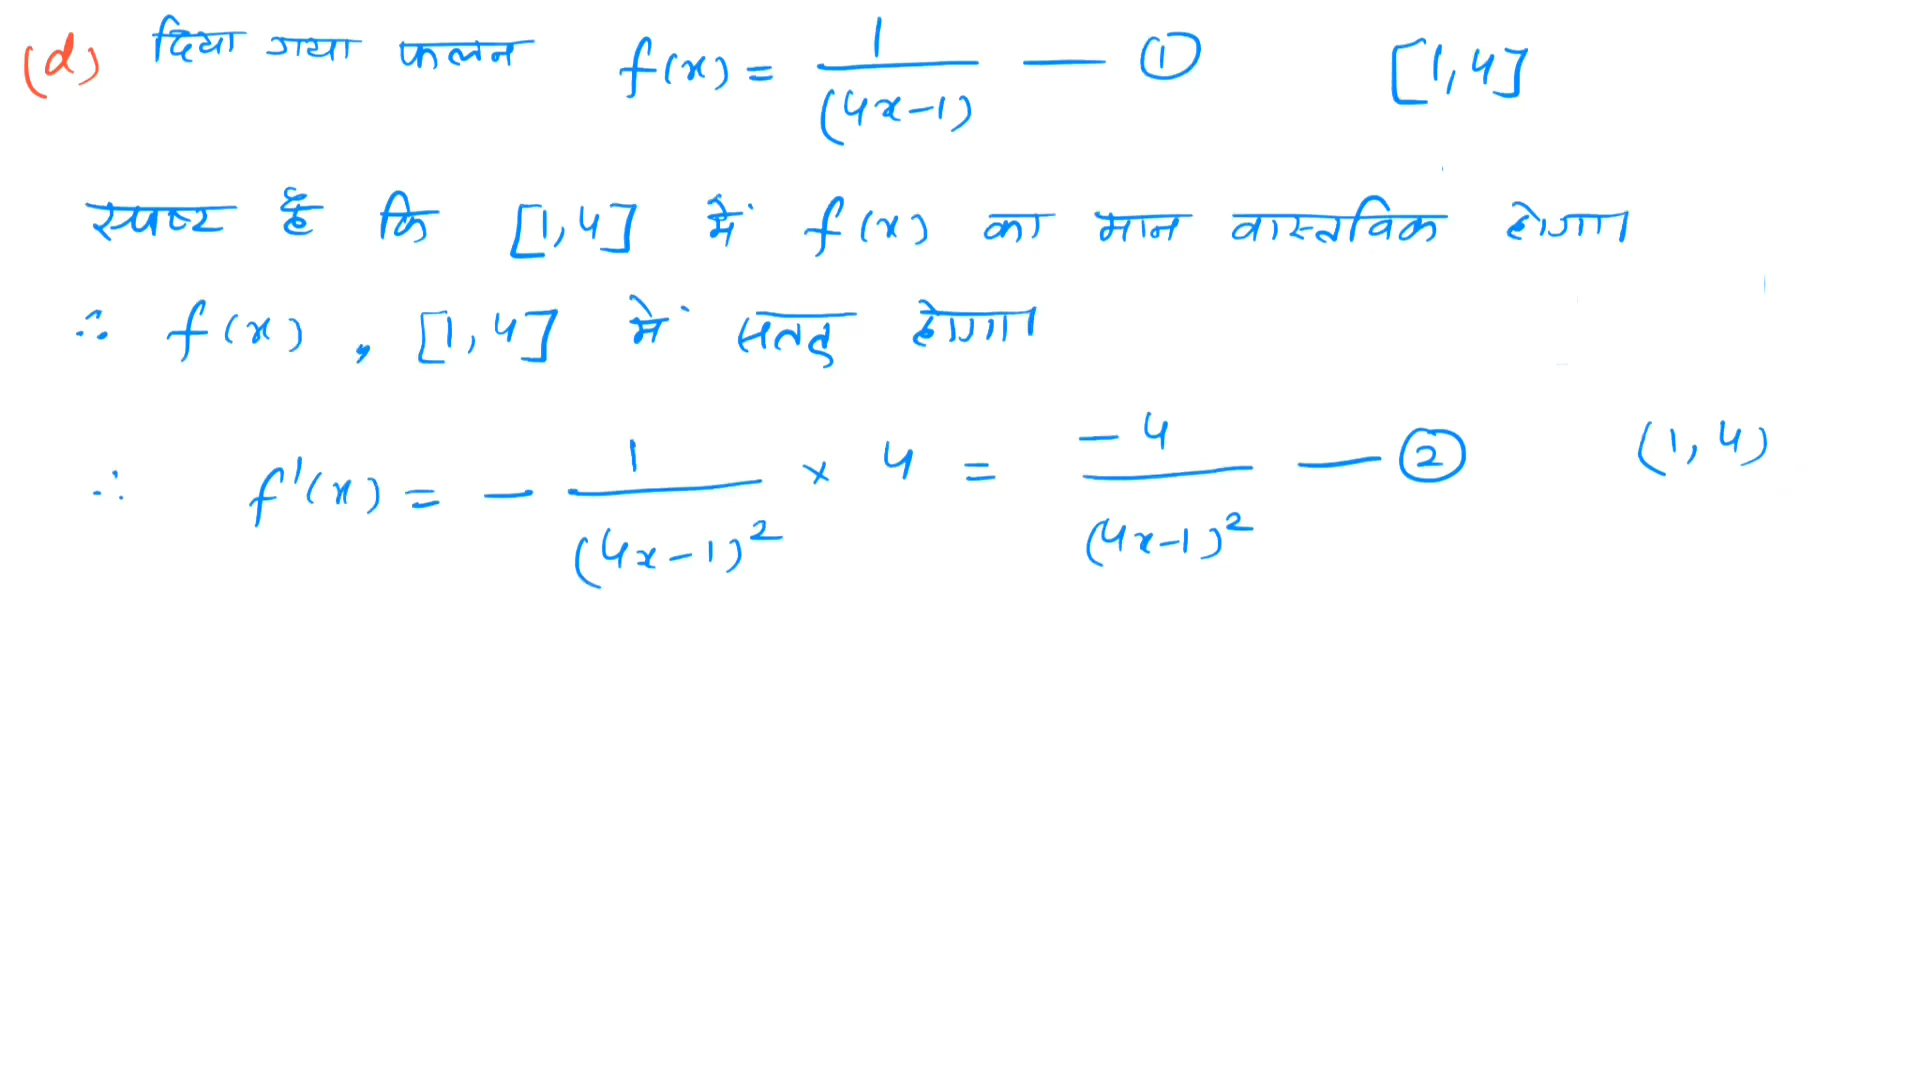 (d) दिया गया फलन f(x) = 1/(4x-1) — ① [1,4]
स्पष्ट है कि [1,4] में f(x) का मान वास्तविक होगा
∴ f(x), [1,4] में सतत् होगा
∴ f'(x) = - 1/(4x-1)² × 4 = -4/(4x-1)² — ② (1,4)